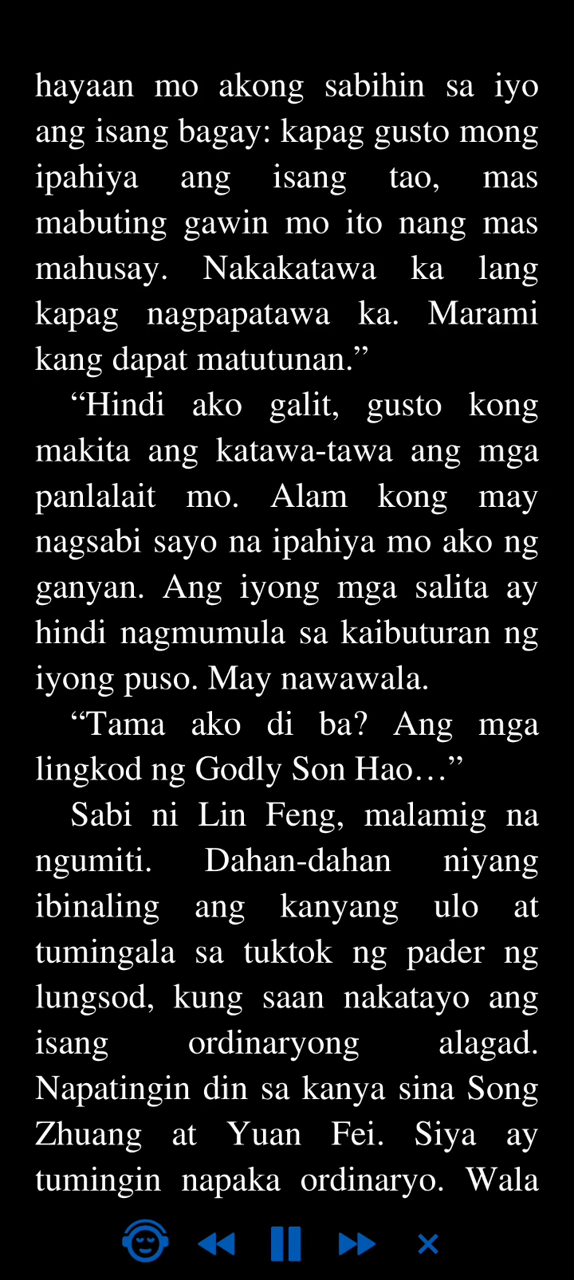 hayaan mo akong sabihin sa iyo
ang isang bagay: kapag gusto mong
ipahiya ang isang tao, mas
mabuting gawin mo ito nang mas
mahusay. Nakakatawa ka lang
kapag nagpapatawa ka. Marami
kang dapat matutunan.”
“Hindi ako galit, gusto kong
makita ang katawa-tawa ang mga
panlalait mo. Alam kong may
nagsabi sayo na ipahiya mo ako ng
ganyan. Ang iyong mga salita ay
hindi nagmumula sa kaibuturan ng
iyong puso. May nawawala.
“Tama ako di ba? Ang mga
lingkod ng Godly Son Hao…”
Sabi ni Lin Feng, malamig na
ngumiti. Dahan-dahan niyang
ibinaling ang kanyang ulo at
tumingala sa tuktok ng pader ng
lungsod, kung saan nakatayo ang
isang ordinaryong alagad.
Napatingin din sa kanya sina Song
Zhuang at Yuan Fei. Siya ay
tumingin napaka ordinaryo. Wala